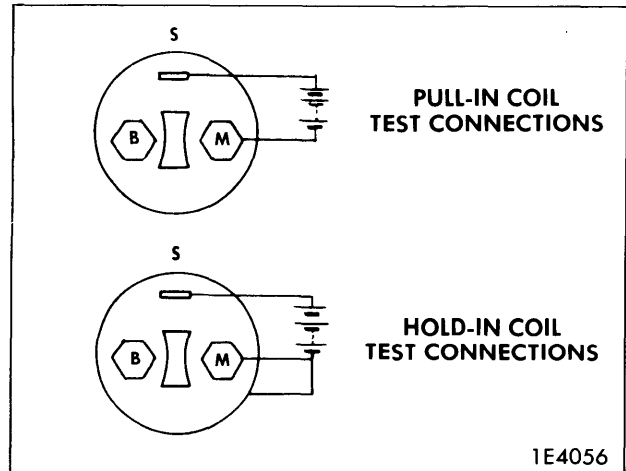 S
B
M
PULL-IN COIL
TEST CONNECTIONS
S
B
M
HOLD-IN COIL
TEST CONNECTIONS
1E4056